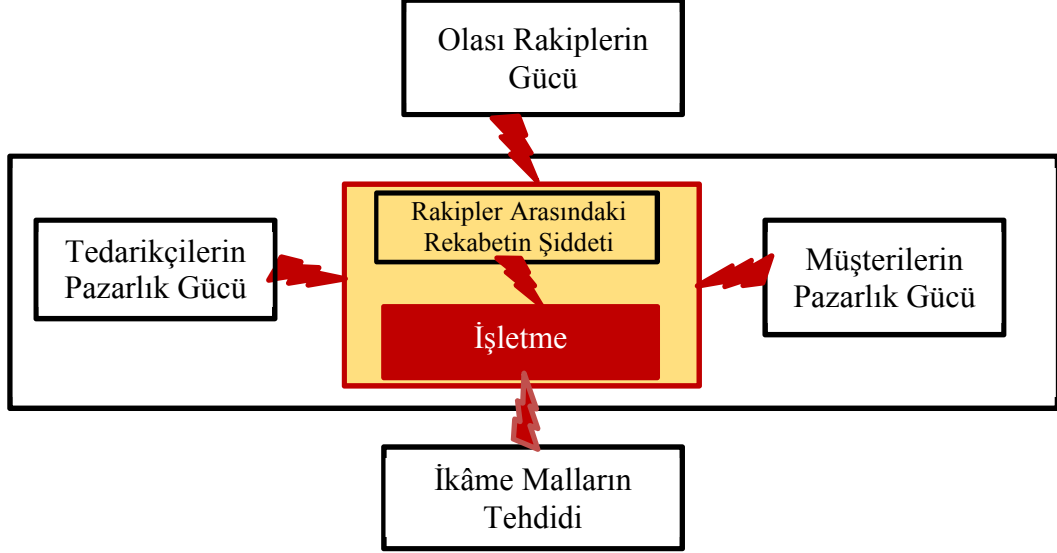 Olası Rakiplerin
Gücü
Rakipler Arasındaki
Rekabetin Şiddeti
Tedarikçilerin
Pazarlık Gücü
Müşterilerin
Pazarlık Gücü
İşletme
İkâme Malların
Tehdidi